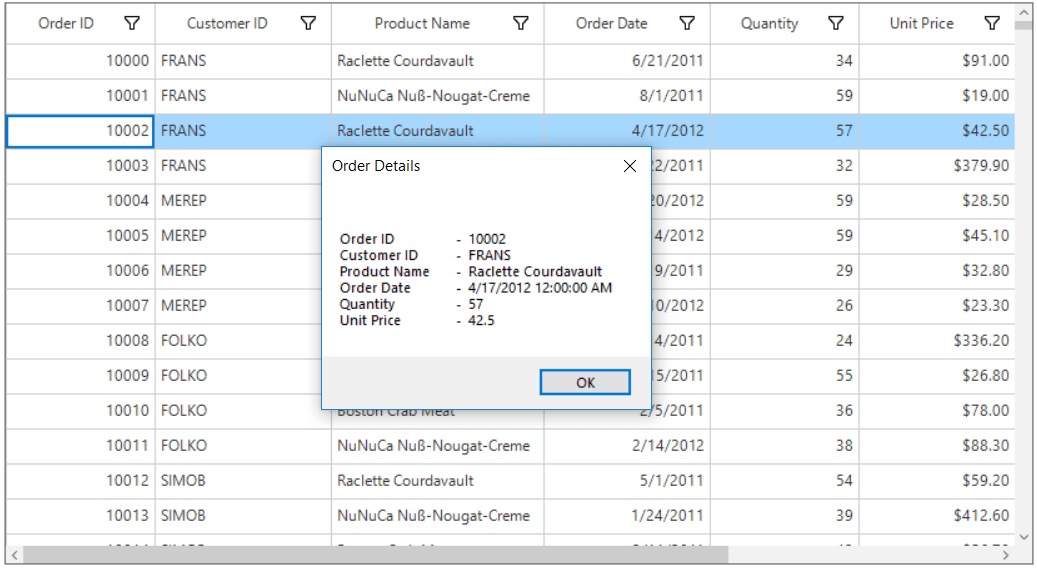 Order ID Customer ID Product Name Order Date Quantity Unit Price
10000 FRANS Raclette Courdavault 6/21/2011 34 $91.00
10001 FRANS NuNuCa Nuß-Nougat-Creme 8/1/2011 59 $19.00
10002 FRANS Raclette Courdavault 4/17/2012 57 $42.50
10003 FRANS 2/2011 32 $379.90
10004 MEREP 20/2012 59 $28.50
10005 MEREP 4/2012 59 $45.10
10006 MEREP 9/2011 29 $32.80
10007 MEREP 10/2012 26 $23.30
10008 FOLKO 4/2011 24 $336.20
10009 FOLKO 15/2011 55 $26.80
10010 FOLKO Boston Crab Meat 2/5/2011 36 $78.00
10011 FOLKO NuNuCa Nuß-Nougat-Creme 2/14/2012 38 $88.30
10012 SIMOB Raclette Courdavault 5/1/2011 54 $59.20
10013 SIMOB NuNuCa Nuß-Nougat-Creme 1/24/2011 39 $412.60
Order Details
Order ID - 10002
Customer ID - FRANS
Product Name - Raclette Courdavault
Order Date - 4/17/2012 12:00:00 AM
Quantity - 57
Unit Price - 42.5
OK